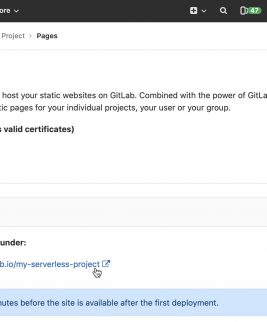 ore
47
Project > Pages
host your static websites on GitLab. Combined with the power of GitLa
tic pages for your individual projects, your user or your group.
valid certificates)
under:
b.io/my-serverless-project
nutes before the site is available after the first deployment.